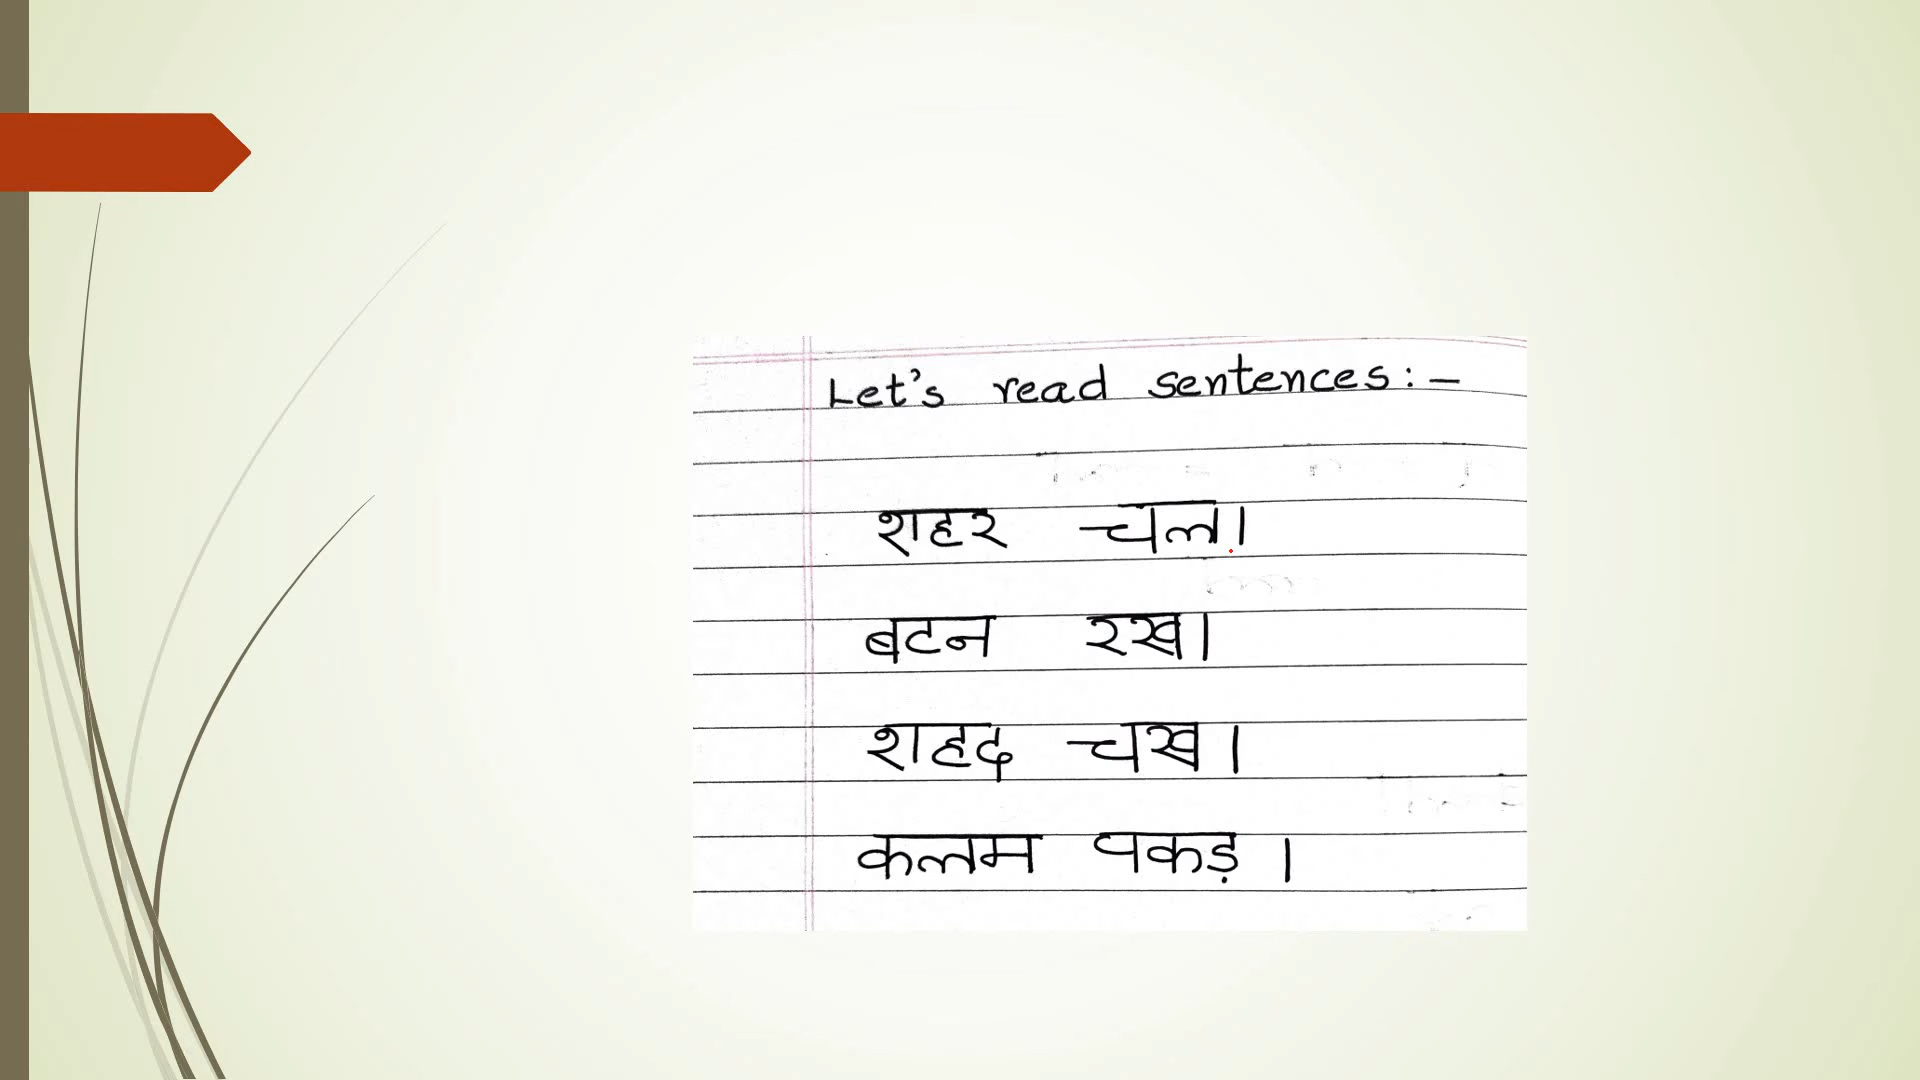 Let's read sentences:-
शहर चल।
बटन रख।
शहद चख।
कलम पकड़।